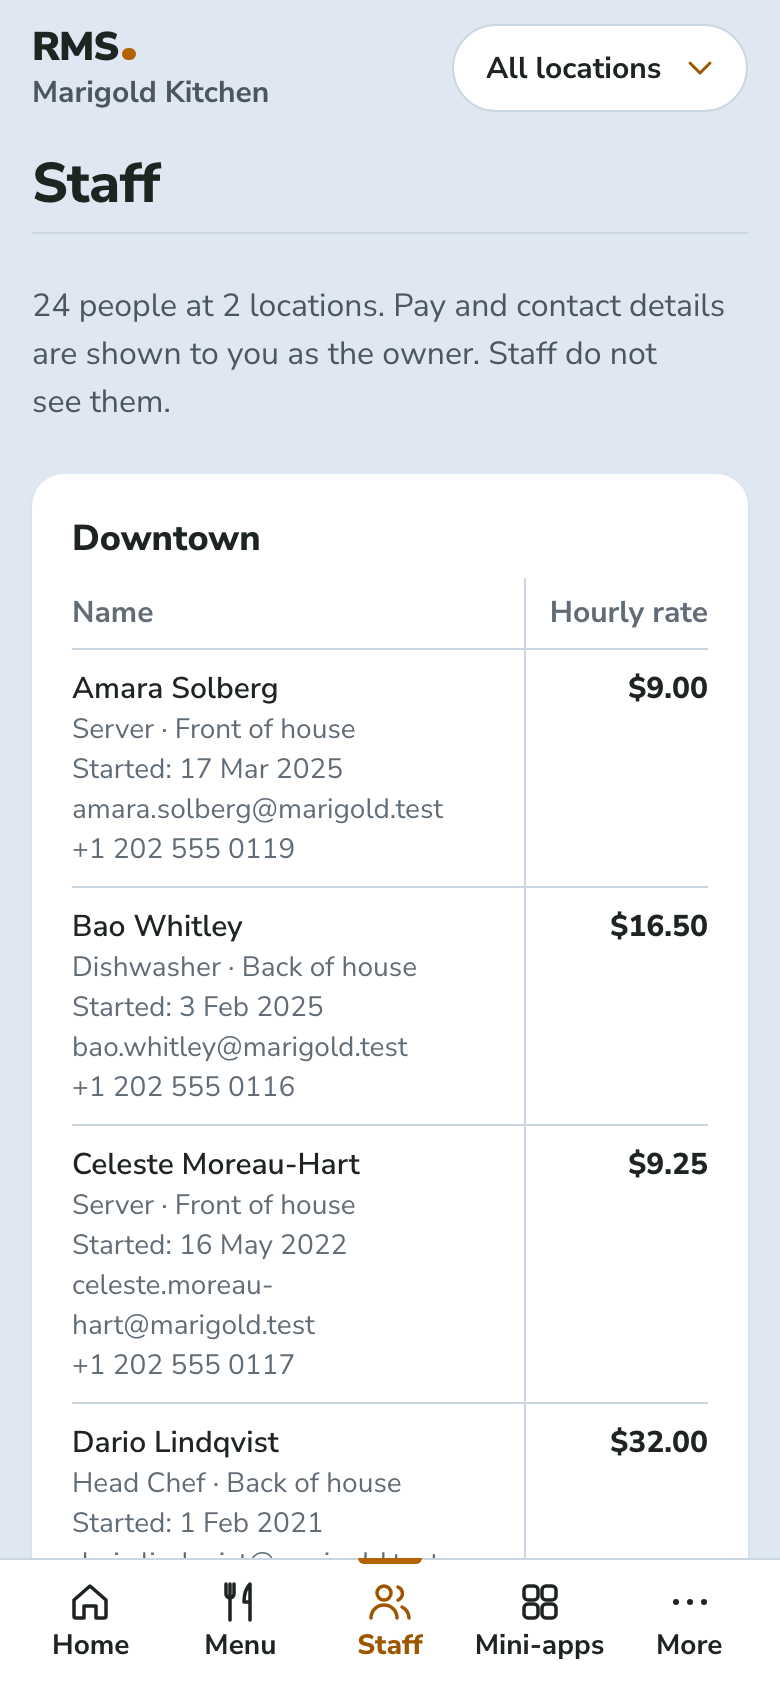 RMS.
Marigold Kitchen
All locations
Staff
24 people at 2 locations. Pay and contact details
are shown to you as the owner. Staff do not
see them.
Downtown
Name Hourly rate
Amara Solberg $9.00
Server · Front of house
Started: 17 Mar 2025
amara.solberg@marigold.test
+1 202 555 0119
Bao Whitley $16.50
Dishwasher · Back of house
Started: 3 Feb 2025
bao.whitley@marigold.test
+1 202 555 0116
Celeste Moreau-Hart $9.25
Server · Front of house
Started: 16 May 2022
celeste.moreau-
hart@marigold.test
+1 202 555 0117
Dario Lindqvist $32.00
Head Chef · Back of house
Started: 1 Feb 2021
Home Menu Staff Mini-apps More